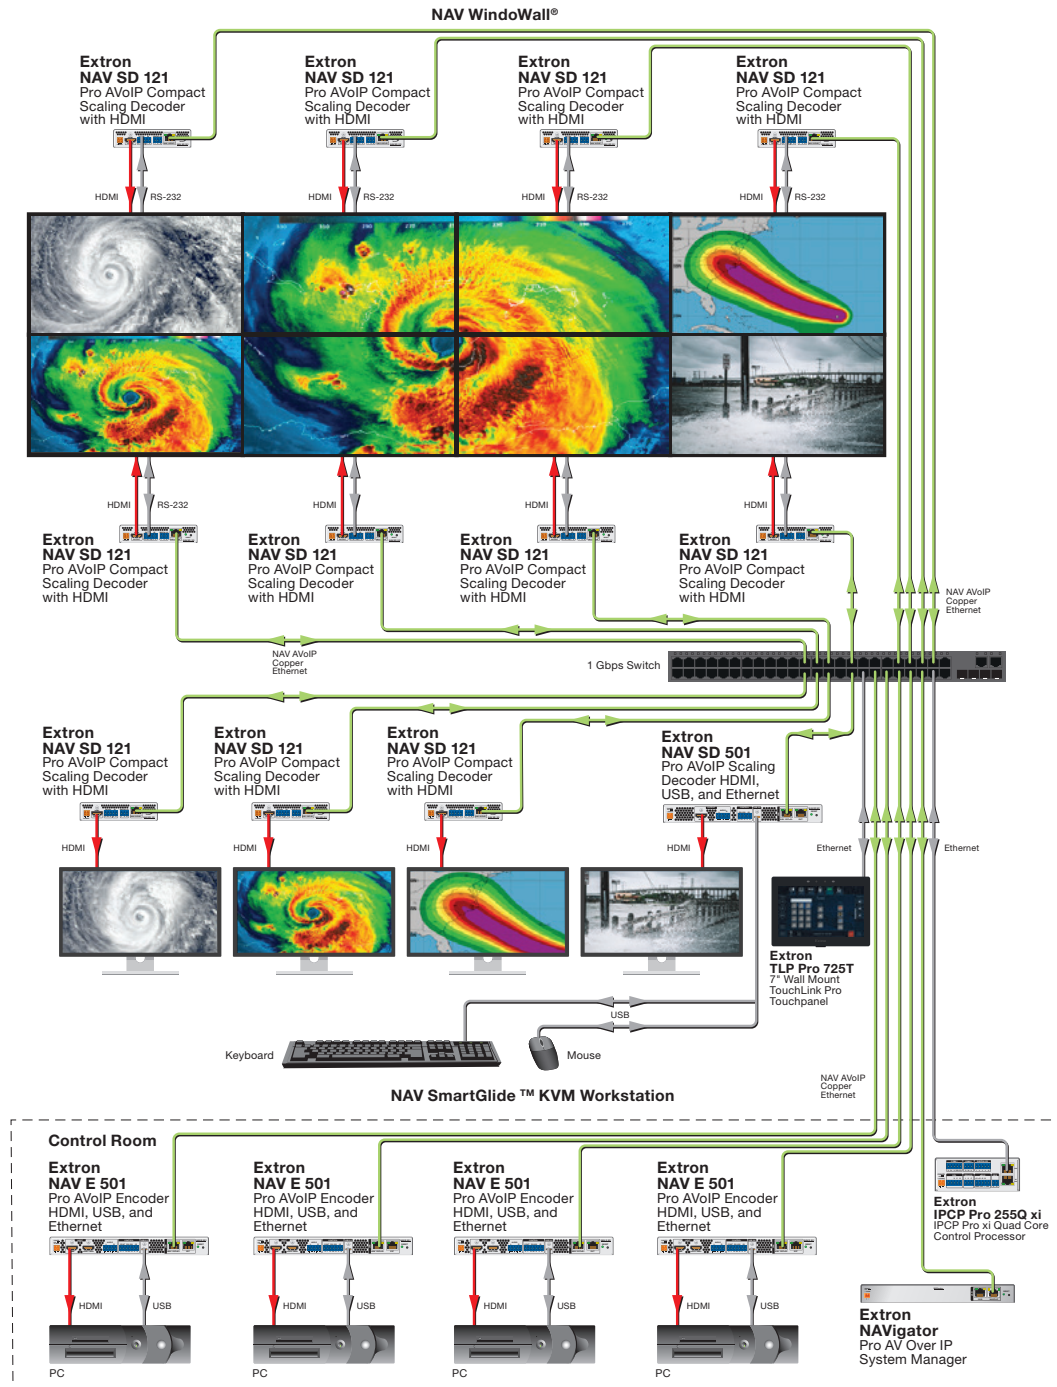 NAV WindoWall®
Extron
NAV SD 121
Pro AVoIP Compact
Scaling Decoder
with HDMI
Extron
NAV SD 121
Pro AVoIP Compact
Scaling Decoder
with HDMI
Extron
NAV SD 121
Pro AVoIP Compact
Scaling Decoder
with HDMI
Extron
NAV SD 121
Pro AVoIP Compact
Scaling Decoder
with HDMI
HDMI
RS-232
HDMI
RS-232
HDMI
RS-232
HDMI
RS-232
HDMI
RS-232
HDMI
HDMI
HDMI
Extron
NAV SD 121
Pro AVoIP Compact
Scaling Decoder
with HDMI
Extron
NAV SD 121
Pro AVoIP Compact
Scaling Decoder
with HDMI
Extron
NAV SD 121
Pro AVoIP Compact
Scaling Decoder
with HDMI
Extron
NAV SD 121
Pro AVoIP Compact
Scaling Decoder
with HDMI
NAV AVoIP
Copper
Ethernet
NAV AVoIP
Copper
Ethernet
1 Gbps Switch
Extron
NAV SD 121
Pro AVoIP Compact
Scaling Decoder
with HDMI
Extron
NAV SD 121
Pro AVoIP Compact
Scaling Decoder
with HDMI
Extron
NAV SD 121
Pro AVoIP Compact
Scaling Decoder
with HDMI
Extron
NAV SD 501
Pro AVoIP Scaling
Decoder HDMI,
USB, and Ethernet
HDMI
HDMI
HDMI
HDMI
Ethernet
Ethernet
Extron
TLP Pro 725T
7" Wall Mount
TouchLink Pro
Touchpanel
USB
Keyboard
Mouse
NAV SmartGlide ™ KVM Workstation
NAV AVoIP
Copper
Ethernet
Control Room
Extron
NAV E 501
Pro AVoIP Encoder
HDMI, USB, and
Ethernet
Extron
NAV E 501
Pro AVoIP Encoder
HDMI, USB, and
Ethernet
Extron
NAV E 501
Pro AVoIP Encoder
HDMI, USB, and
Ethernet
Extron
NAV E 501
Pro AVoIP Encoder
HDMI, USB, and
Ethernet
Extron
IPCP Pro 255Q xi
IPCP Pro xi Quad Core
Control Processor
HDMI
USB
HDMI
USB
HDMI
USB
HDMI
USB
PC
PC
PC
PC
Extron
NAVigator
Pro AV Over IP
System Manager